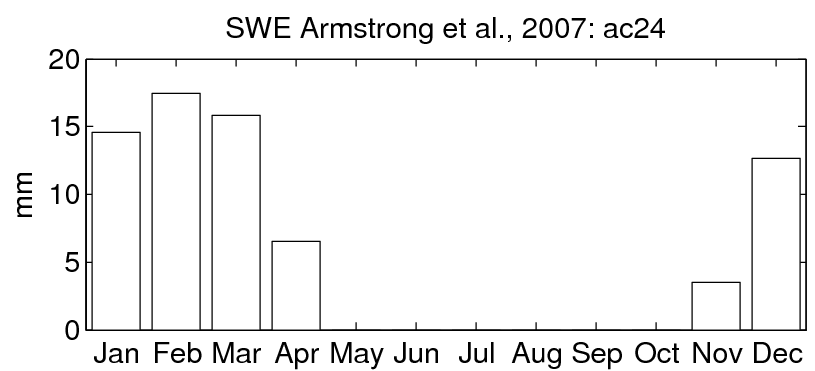 SWE Armstrong et al., 2007: ac24
20
15
10
5
0
mm
Jan Feb Mar Apr May Jun Jul Aug Sep Oct Nov Dec